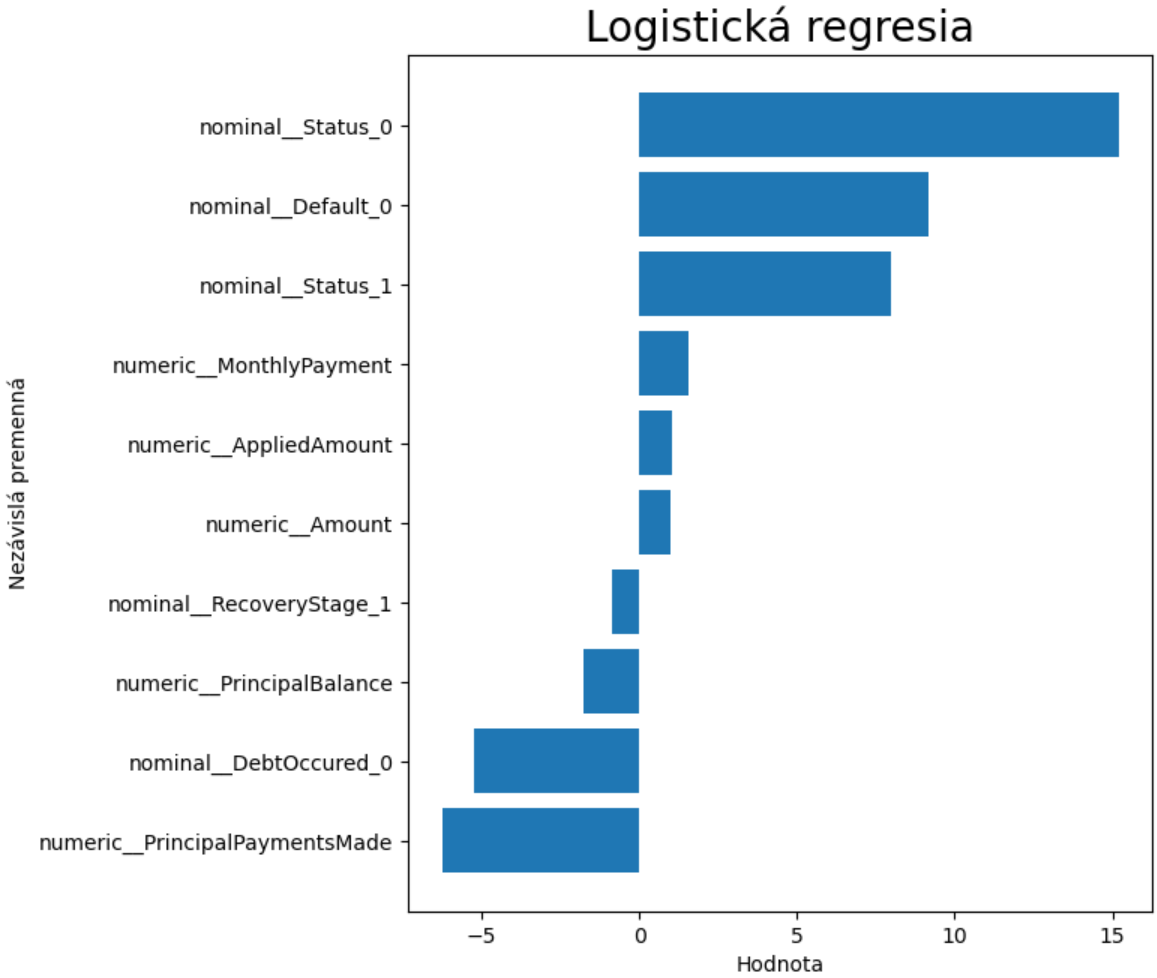 Logistická regresia
nominal__Status_0
nominal__Default_0
nominal__Status_1
numeric__MonthlyPayment
numeric__AppliedAmount
numeric__Amount
nominal__RecoveryStage_1
numeric__PrincipalBalance
nominal__DebtOccured_0
numeric__PrincipalPaymentsMade
Nezávislá premenná
−5 0 5 10 15
Hodnota